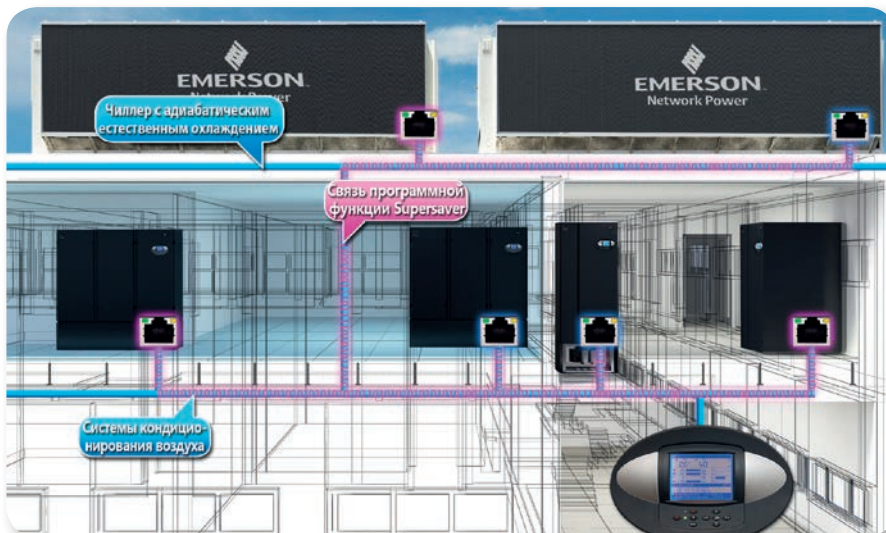 EMERSON
Network Power
EMERSON
Network Power
Чиллер с адиабатическим
естественным охлаждением
Связь программной
функции Supersaver
Системы кондицио-
нирования воздуха